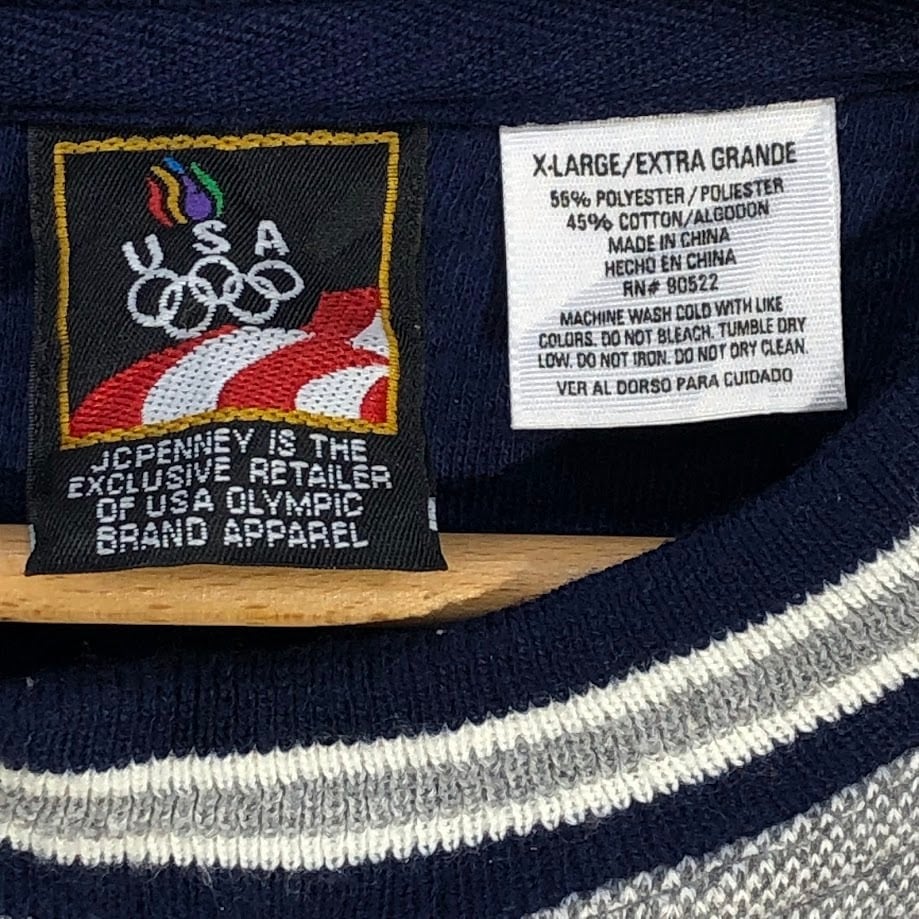 USA
JCPENNEY IS THE
EXCLUSIVE RETAILER
OF USA OLYMPIC
BRAND APPAREL
X-LARGE/EXTRA GRANDE
55% POLYESTER/POLIESTER
45% COTTON/ALGODON
MADE IN CHINA
HECHO EN CHINA
RN# 90522
MACHINE WASH COLD WITH LIKE
COLORS. DO NOT BLEACH. TUMBLE DRY
LOW. DO NOT IRON. DO NOT DRY CLEAN.
VER AL DORSO PARA CUIDADO